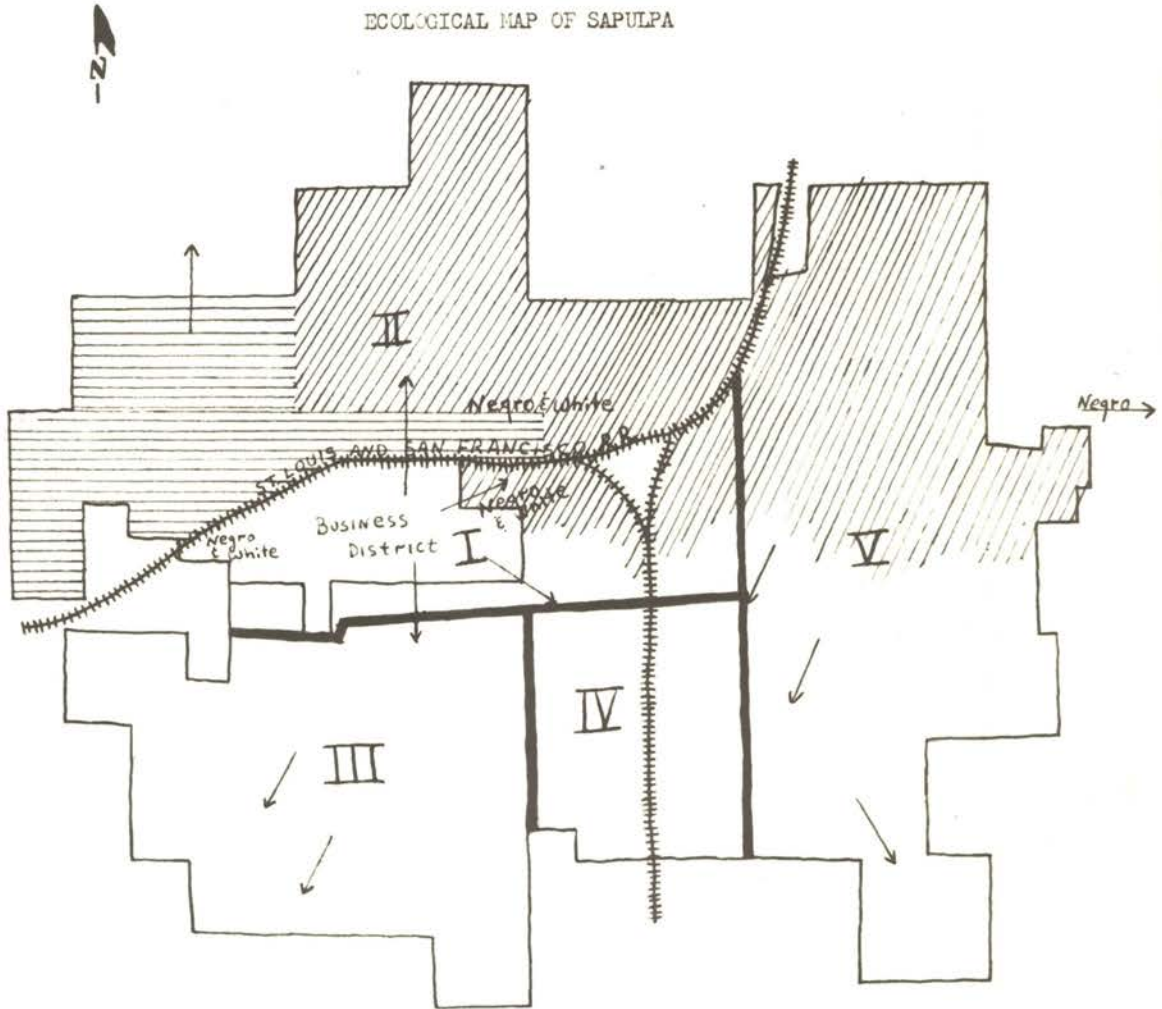 ECOLOGICAL MAP OF SAPULPA
-N-
II
Negro & White
Negro
ST. LOUIS AND SAN FRANCISCO R.R.
Negro
& White
Business
District
I
Negro
& White
V
IV
III